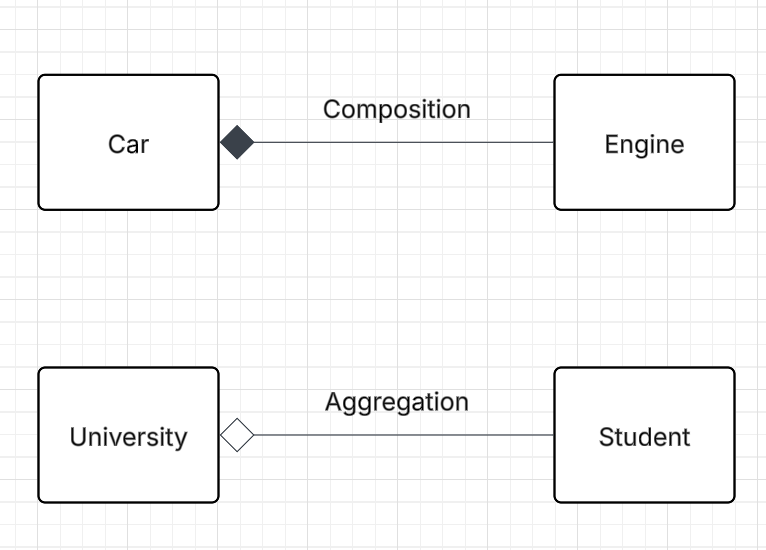 Composition
Car
Engine
Aggregation
University
Student